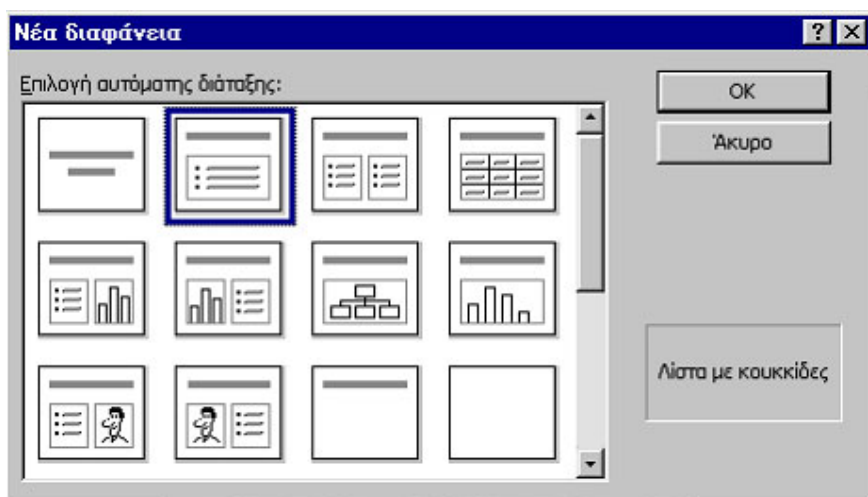 Νέα διαφάνεια
Επιλογή αυτόματης διάταξης:
OK
Άκυρο
Λίστα με κουκκίδες